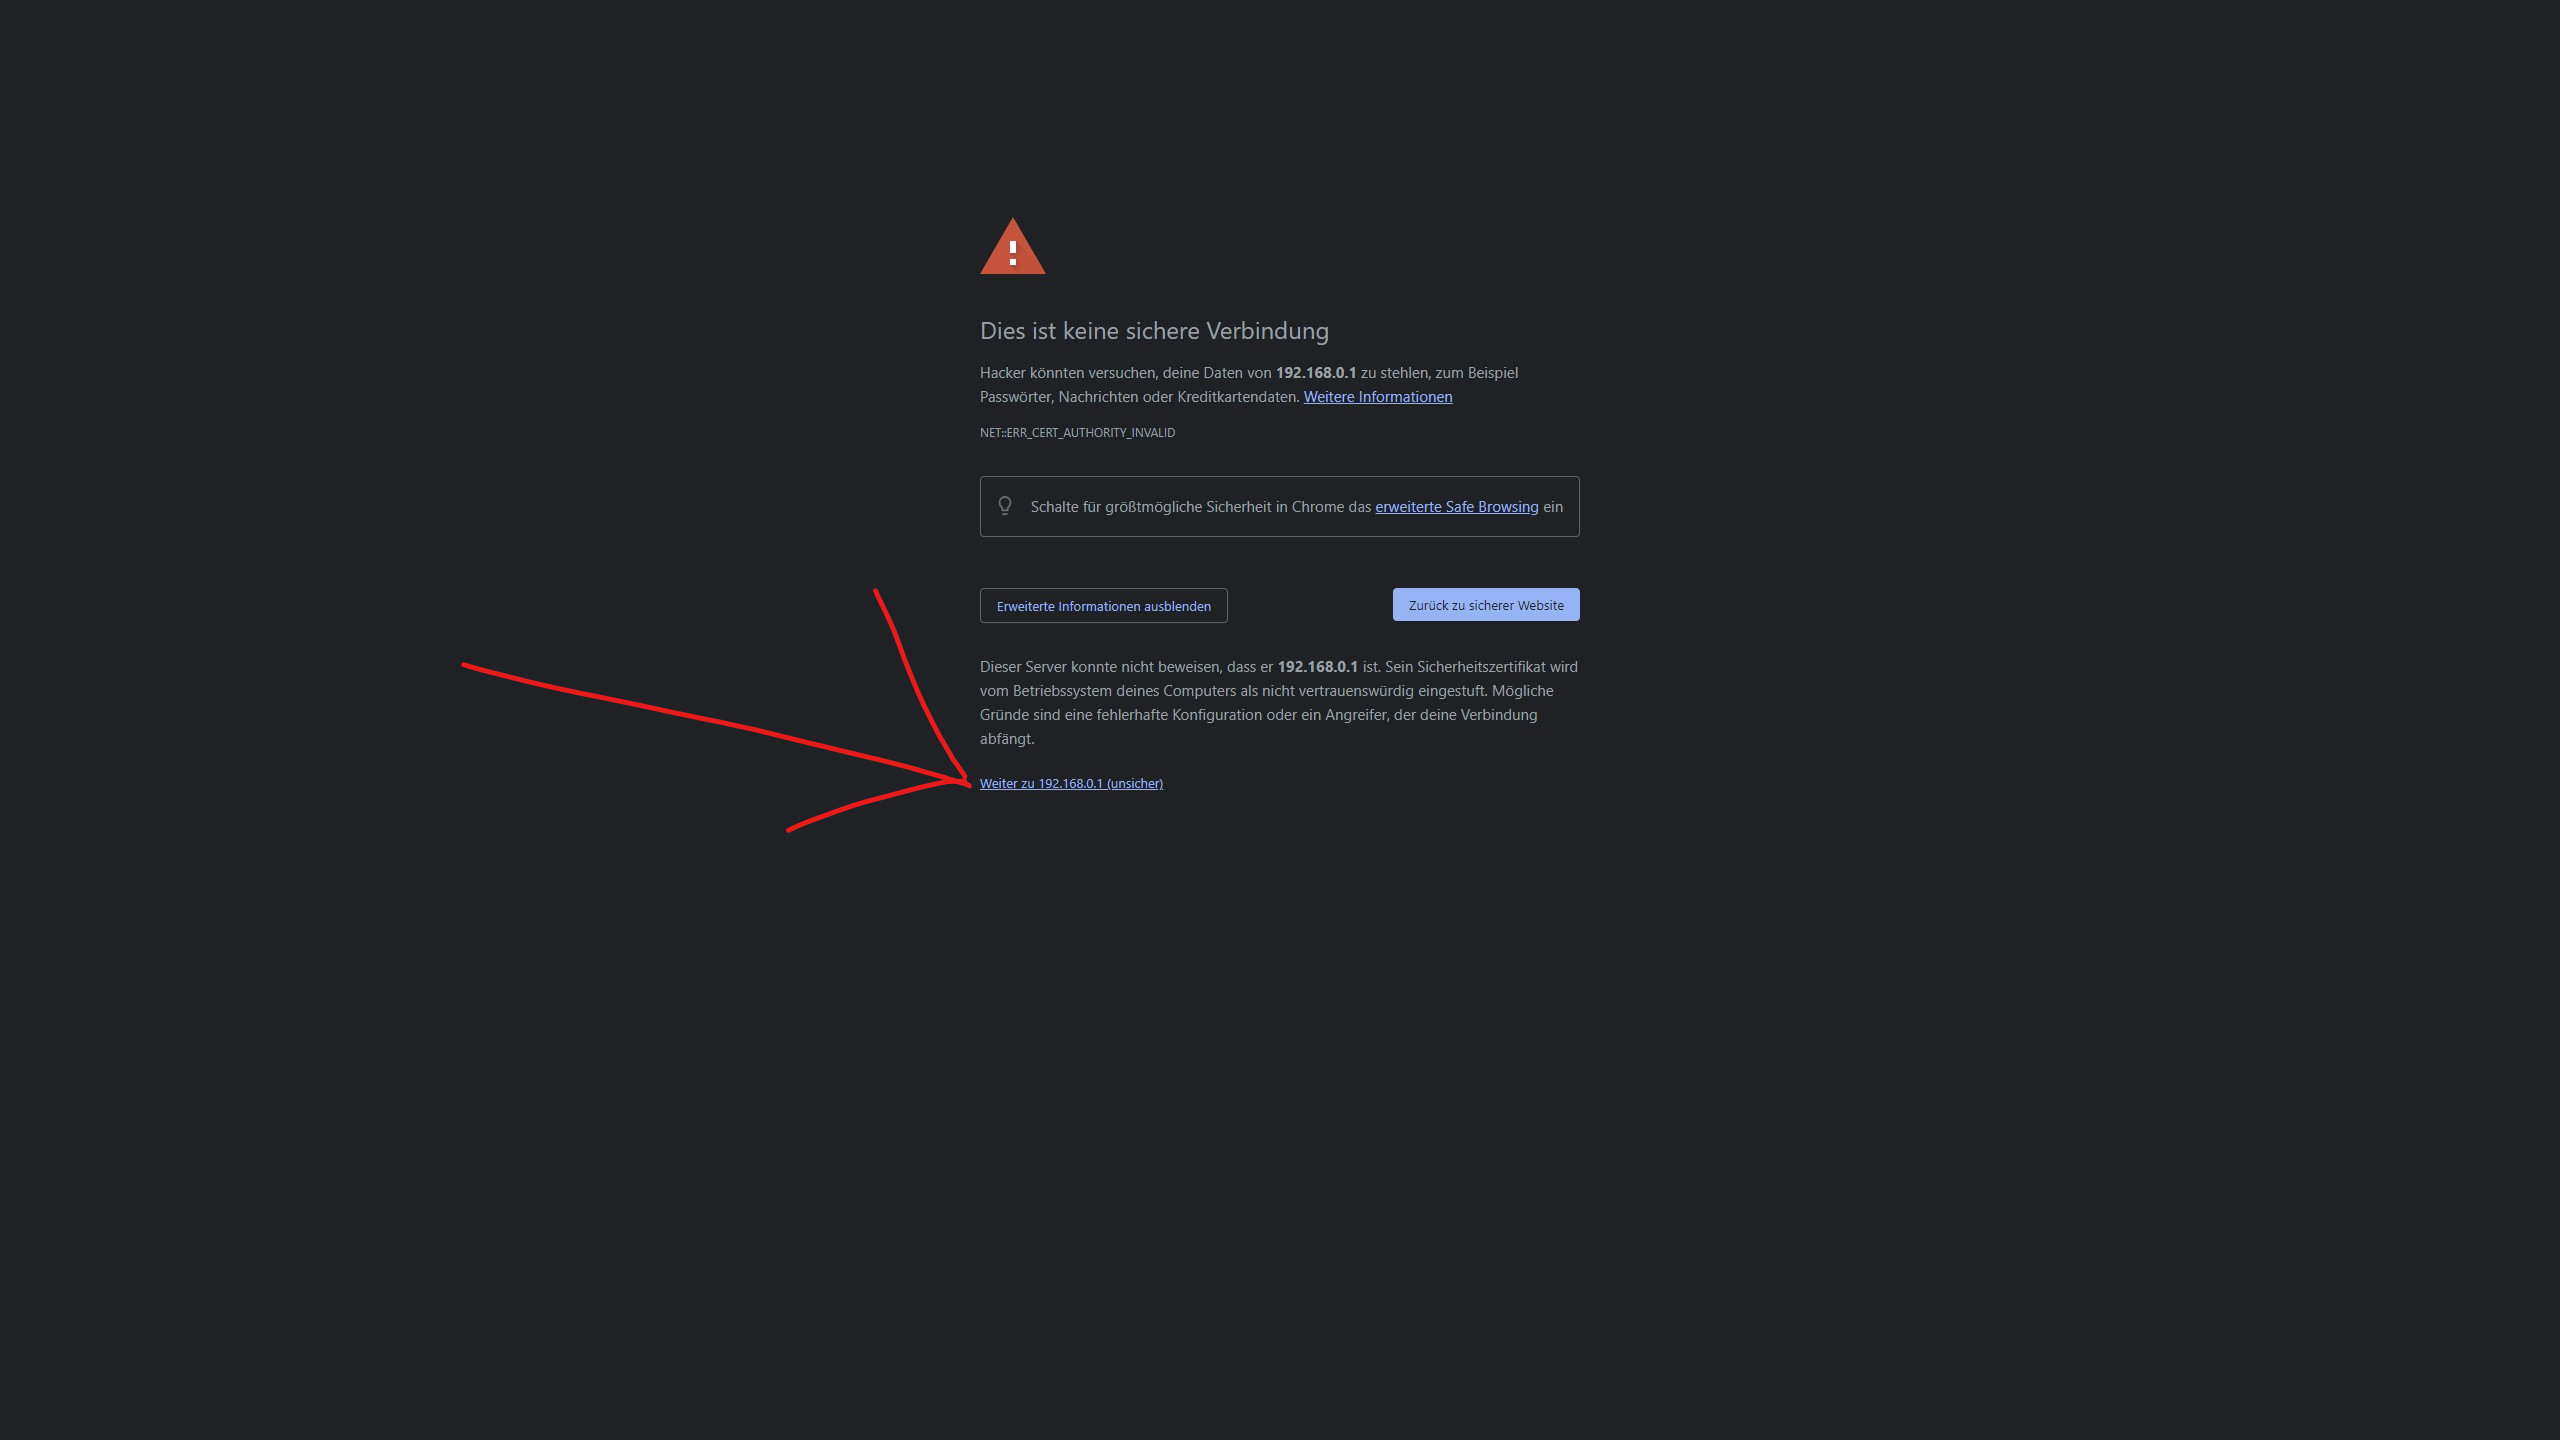 Dies ist keine sichere Verbindung
Hacker könnten versuchen, deine Daten von 192.168.0.1 zu stehlen, zum Beispiel
Passwörter, Nachrichten oder Kreditkartendaten. Weitere Informationen
NET::ERR_CERT_AUTHORITY_INVALID
Schalte für größtmögliche Sicherheit in Chrome das erweiterte Safe Browsing ein
Erweiterte Informationen ausblenden
Zurück zu sicherer Website
Dieser Server konnte nicht beweisen, dass er 192.168.0.1 ist. Sein Sicherheitszertifikat wird
vom Betriebssystem deines Computers als nicht vertrauenswürdig eingestuft. Mögliche
Gründe sind eine fehlerhafte Konfiguration oder ein Angreifer, der deine Verbindung
abfängt.
Weiter zu 192.168.0.1 (unsicher)